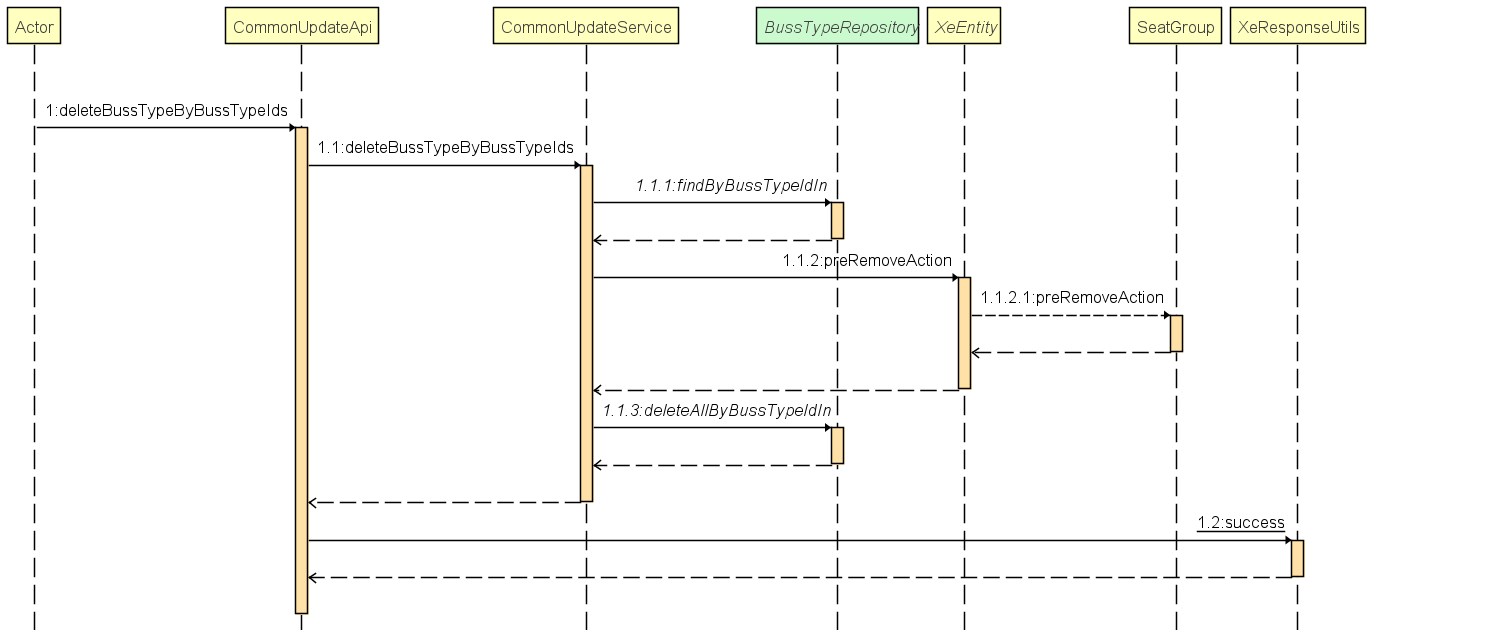 Actor
CommonUpdateApi
CommonUpdateService
BussTypeRepository
XeEntity
SeatGroup
XeResponseUtils
1:deleteBussTypeByBussTypeIds
1.1:deleteBussTypeByBussTypeIds
1.1.1:findByBussTypeIdIn
1.1.2:preRemoveAction
1.1.2.1:preRemoveAction
1.1.3:deleteAllByBussTypeIdIn
1.2:success